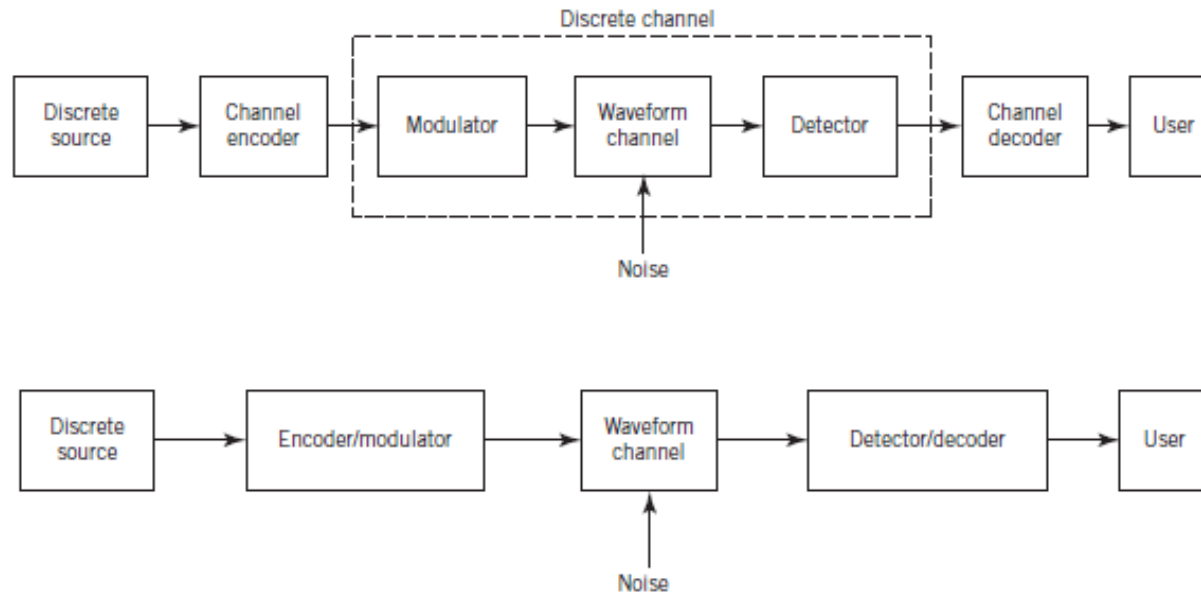 Discrete channel
Discrete
source
Channel
encoder
Modulator
Waveform
channel
Detector
Channel
decoder
User
Noise
Discrete
source
Encoder/modulator
Waveform
channel
Detector/decoder
User
Noise